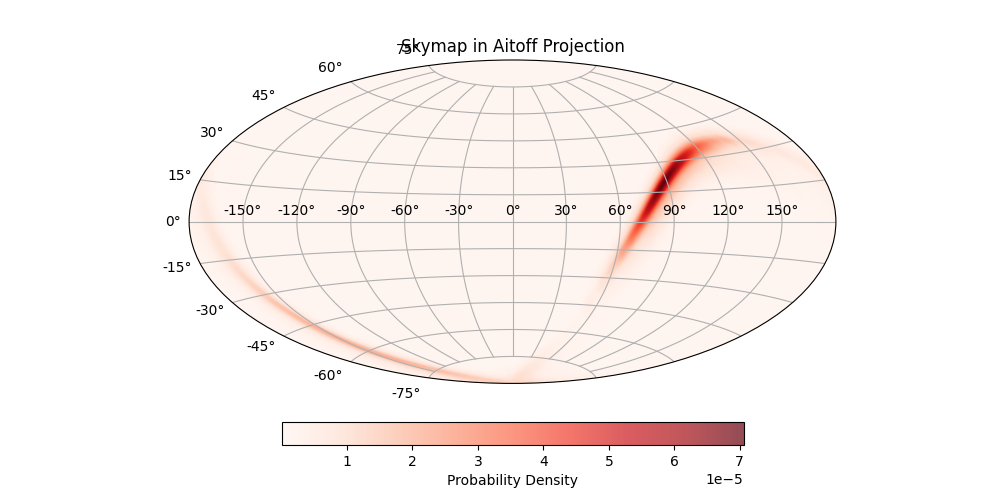 75°
Skymap in Aitoff Projection
60°
45°
30°
15°
-150° -120° -90° -60° -30° 0° 30° 60° 90° 120° 150°
0°
-15°
-30°
-45°
-60°
-75°
1 2 3 4 5 6 7
1e−5
Probability Density